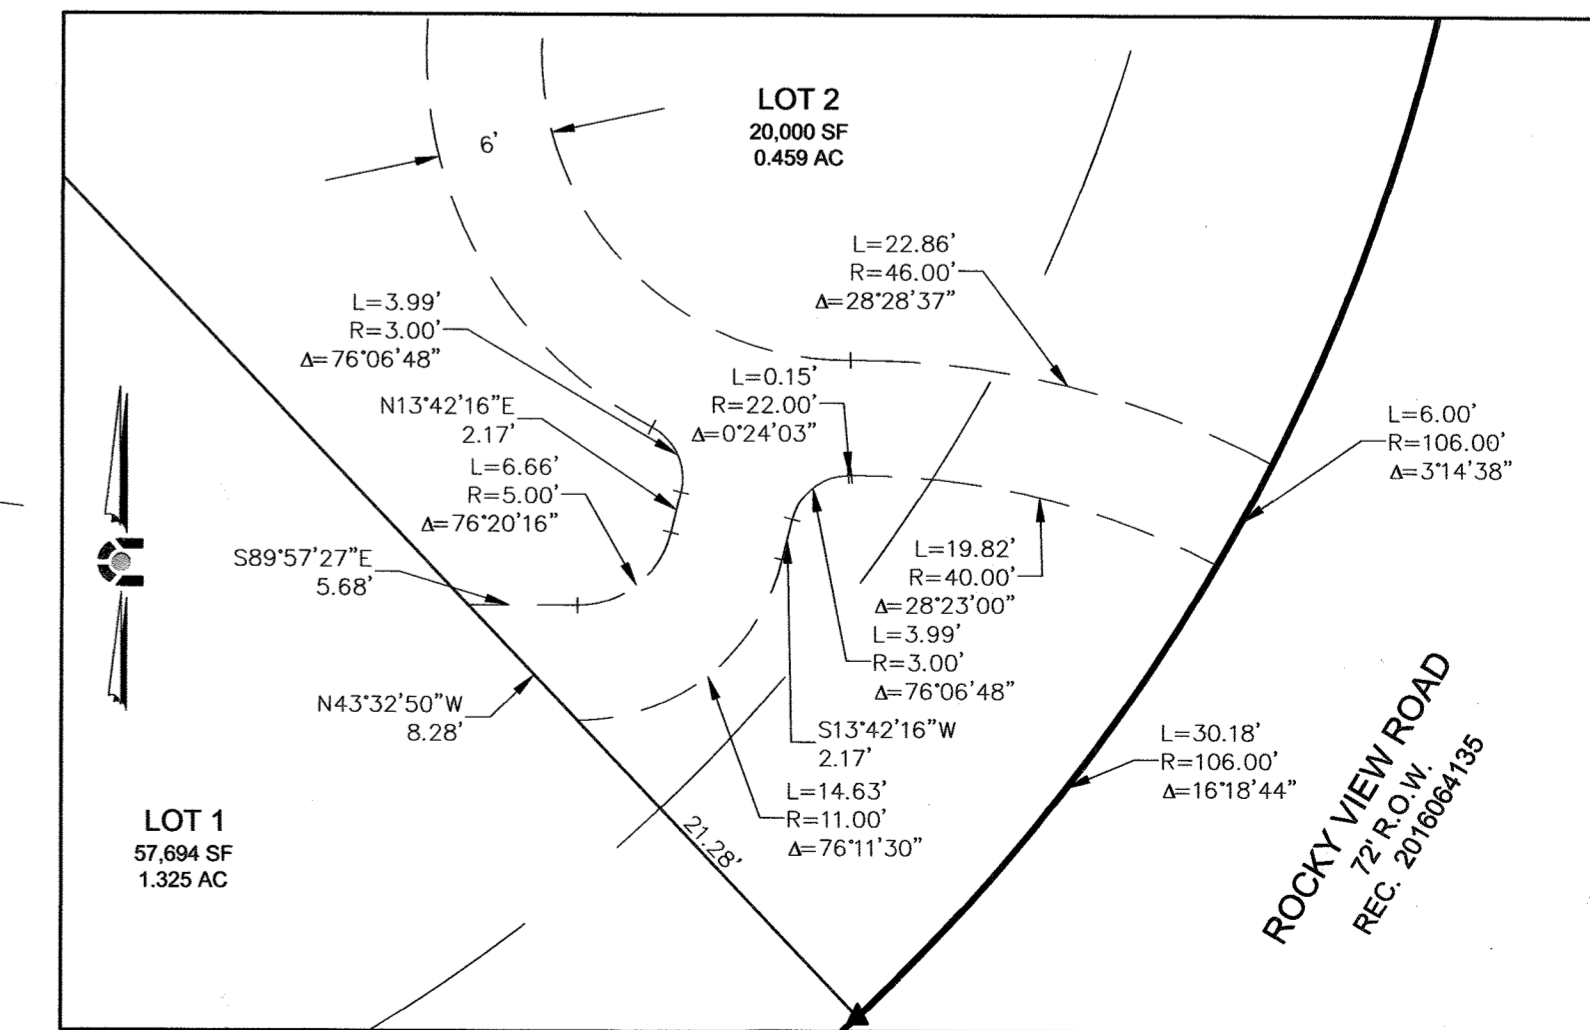 LOT 2
20,000 SF
0.459 AC
6'
L=22.86'
R=46.00'
Δ=28°28'37"
L=3.99'
R=3.00'
Δ=76°06'48"
L=0.15'
R=22.00'
Δ=0°24'03"
N13°42'16"E
2.17'
L=6.00'
R=106.00'
Δ=3°14'38"
L=6.66'
R=5.00'
Δ=76°20'16"
S89°57'27"E
5.68'
L=19.82'
R=40.00'
Δ=28°23'00"
L=3.99'
R=3.00'
Δ=76°06'48"
N43°32'50"W
8.28'
S13°42'16"W
2.17'
L=30.18'
R=106.00'
Δ=16°18'44"
L=14.63'
R=11.00'
Δ=76°11'30"
21.28'
LOT 1
57,694 SF
1.325 AC
ROCKY VIEW ROAD
72' R.O.W.
REC. 2016064135